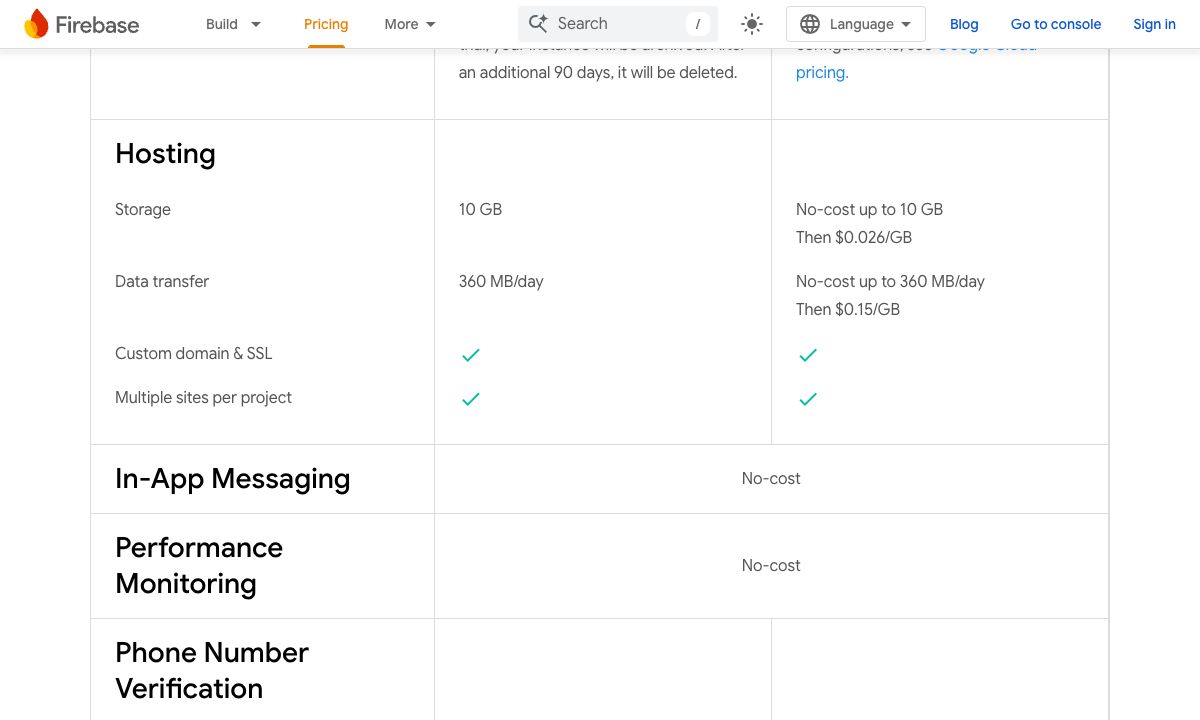 Firebase
Build
Pricing
More
Search
/
Language
Blog
Go to console
Sign in
an additional 90 days, it will be deleted.
pricing.
Hosting
Storage
10 GB
No-cost up to 10 GB
Then $0.026/GB
Data transfer
360 MB/day
No-cost up to 360 MB/day
Then $0.15/GB
Custom domain & SSL
Multiple sites per project
In-App Messaging
No-cost
Performance
Monitoring
No-cost
Phone Number
Verification